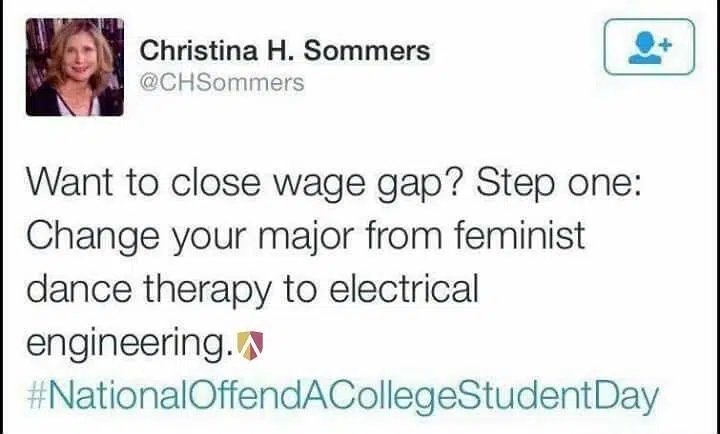 Christina H. Sommers
@CHSommers
Want to close wage gap? Step one:
Change your major from feminist
dance therapy to electrical
engineering.
#NationalOffendACollegeStudentDay